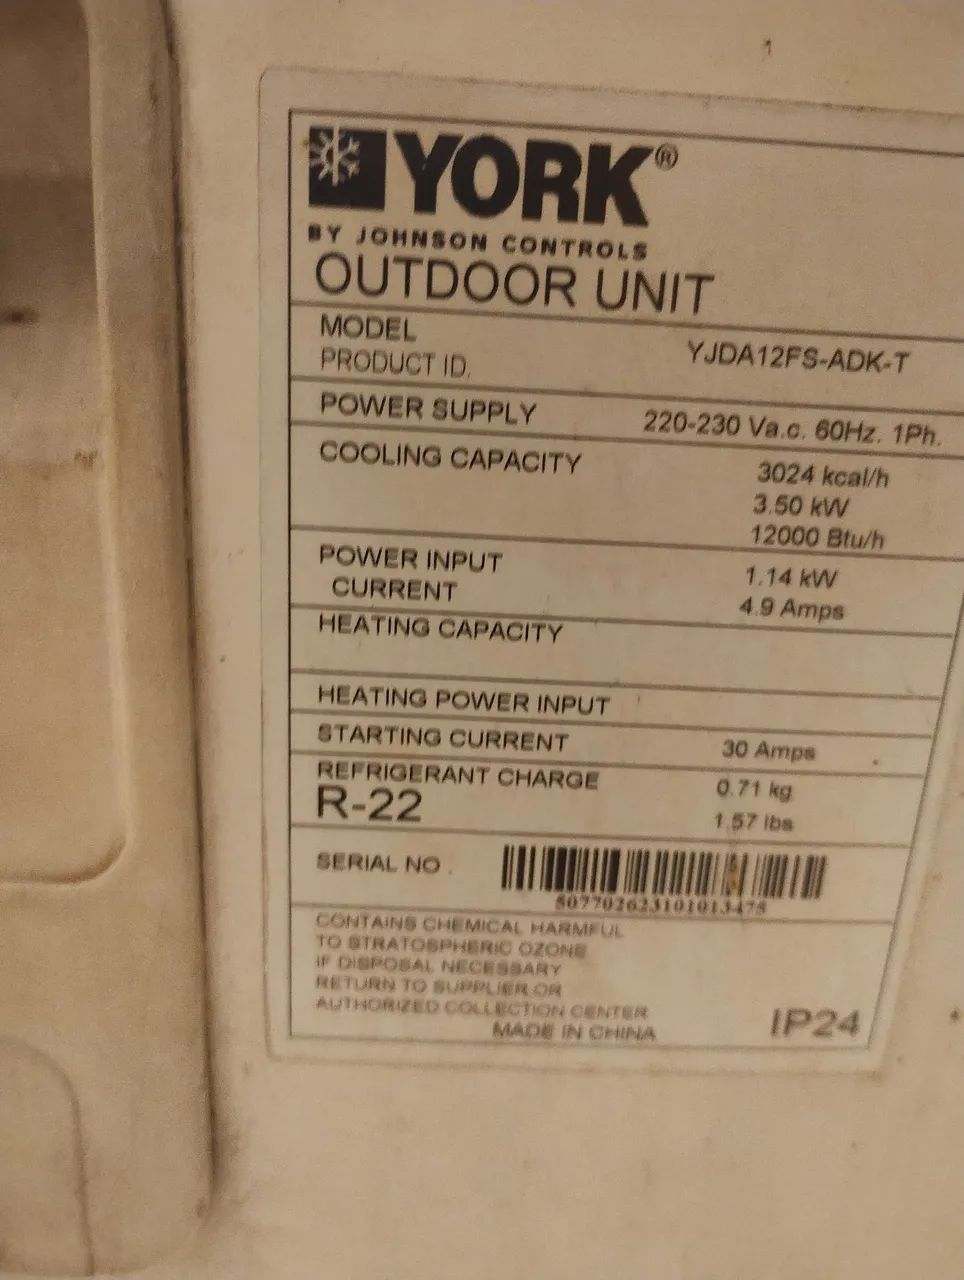 YORK®
BY JOHNSON CONTROLS
OUTDOOR UNIT
MODEL YJDA12FS-ADK-T
PRODUCT ID.
POWER SUPPLY 220-230 Va.c. 60Hz. 1Ph.
COOLING CAPACITY 3024 kcal/h
3.50 kW
12000 Btu/h
POWER INPUT 1.14 kW
CURRENT 4.9 Amps
HEATING CAPACITY
HEATING POWER INPUT
STARTING CURRENT 30 Amps
REFRIGERANT CHARGE 0.71 kg
R-22 1.57 lbs
SERIAL NO.
507702623101013475
CONTAINS CHEMICAL HARMFUL
TO STRATOSPHERIC OZONE
IF DISPOSAL NECESSARY
RETURN TO SUPPLIER OR
AUTHORIZED COLLECTION CENTER
MADE IN CHINA IP24